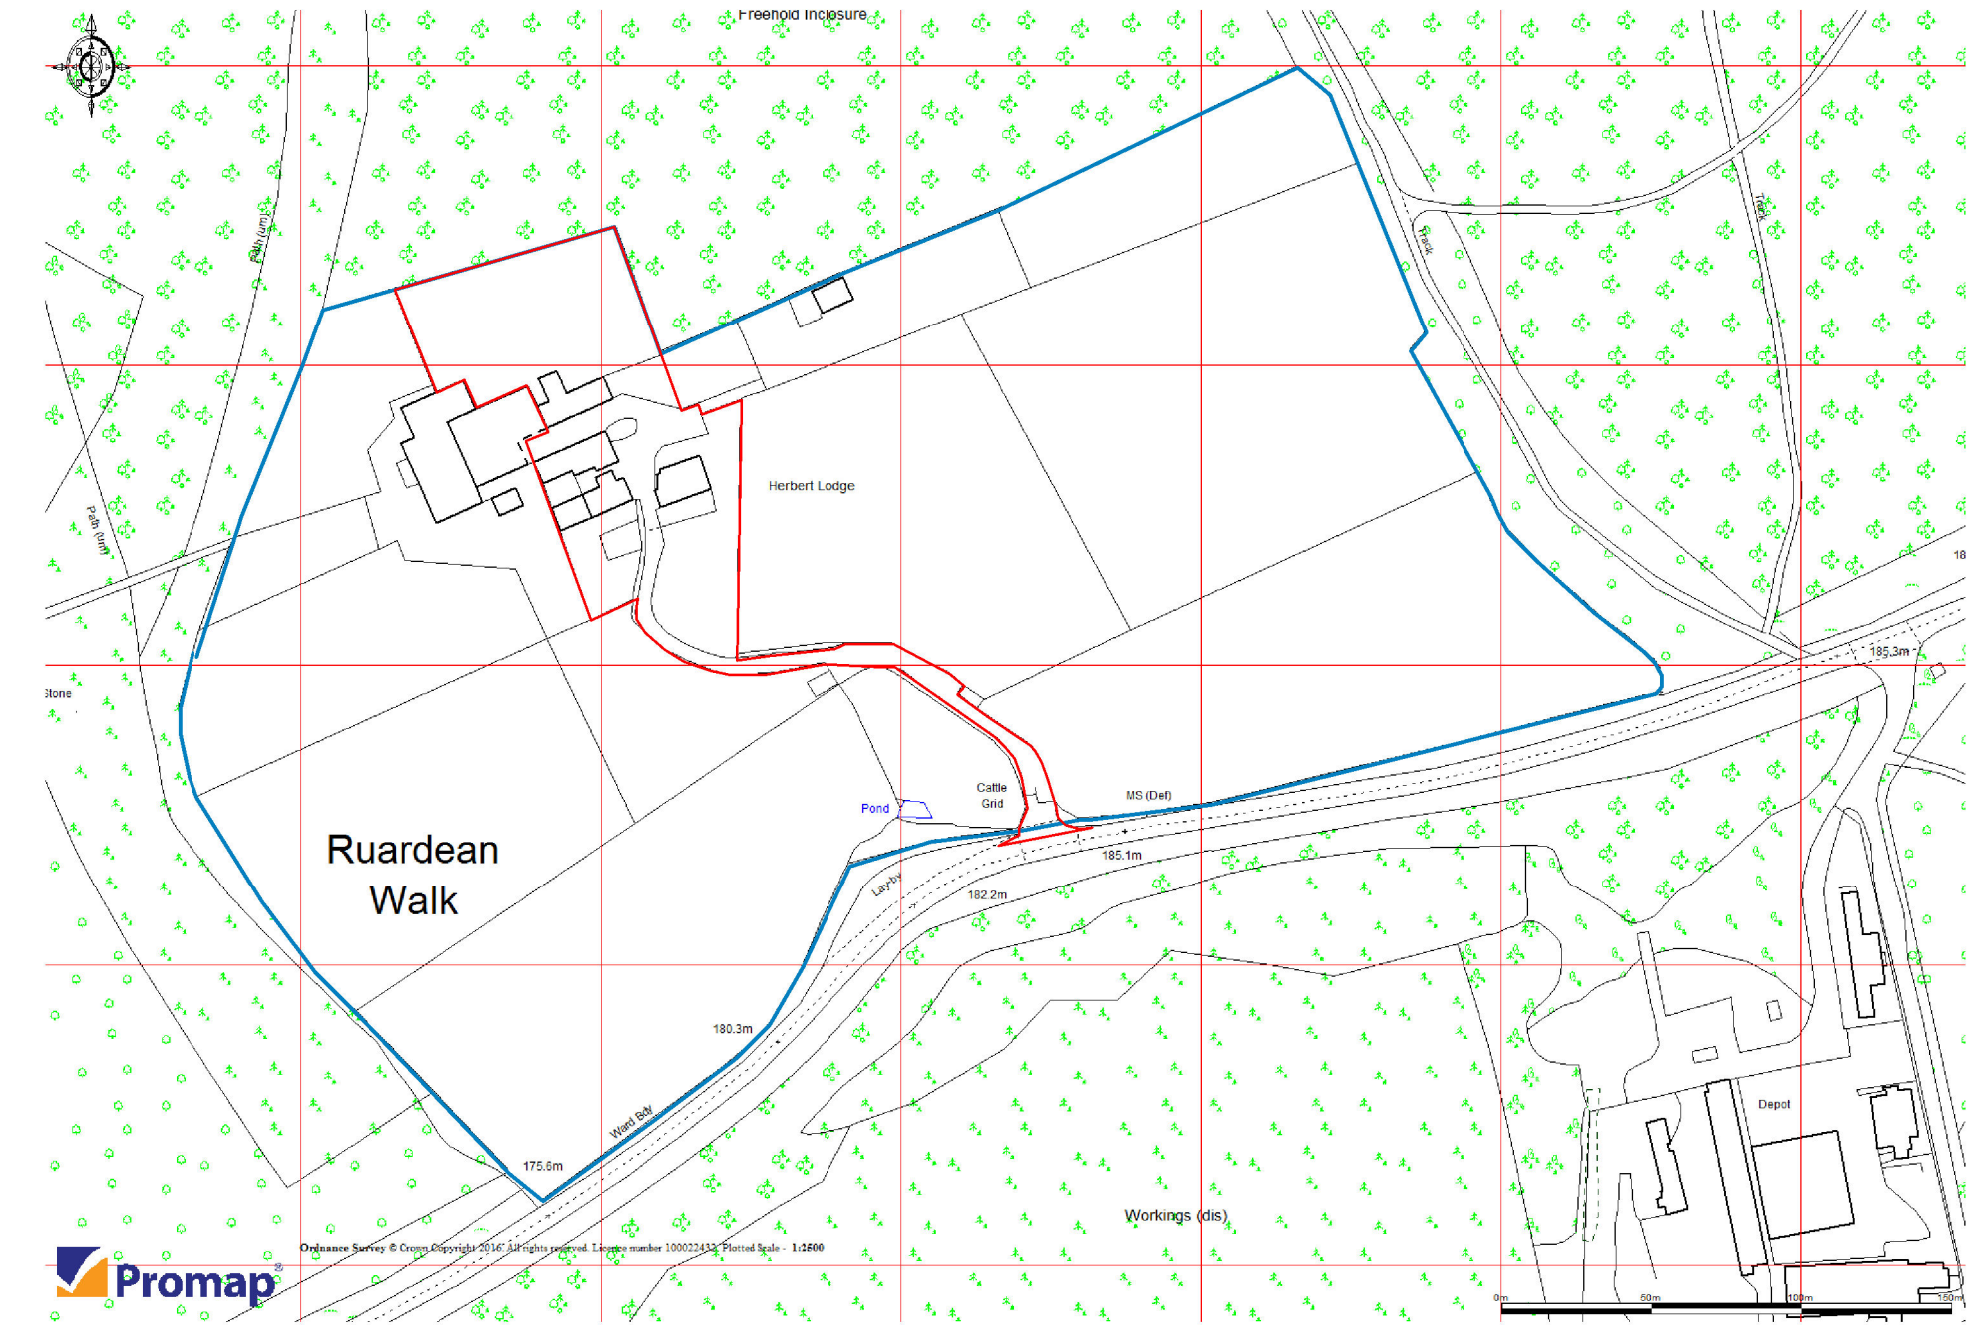 Freehold Inclosure
Path (um)
Track
Track
Path (um)
Herbert Lodge
18
185.3m
Stone
Cattle
Grid
MS (Def)
Pond
Ruardean
Walk
185.1m
Lay-by
182.2m
180.3m
Ward Bdy
175.6m
Depot
Workings (dis)
Ordnance Survey © Crown Copyright 2016. All rights reserved. Licence number 100022432. Plotted Scale - 1:2500
Promap®
0m 50m 100m 150m